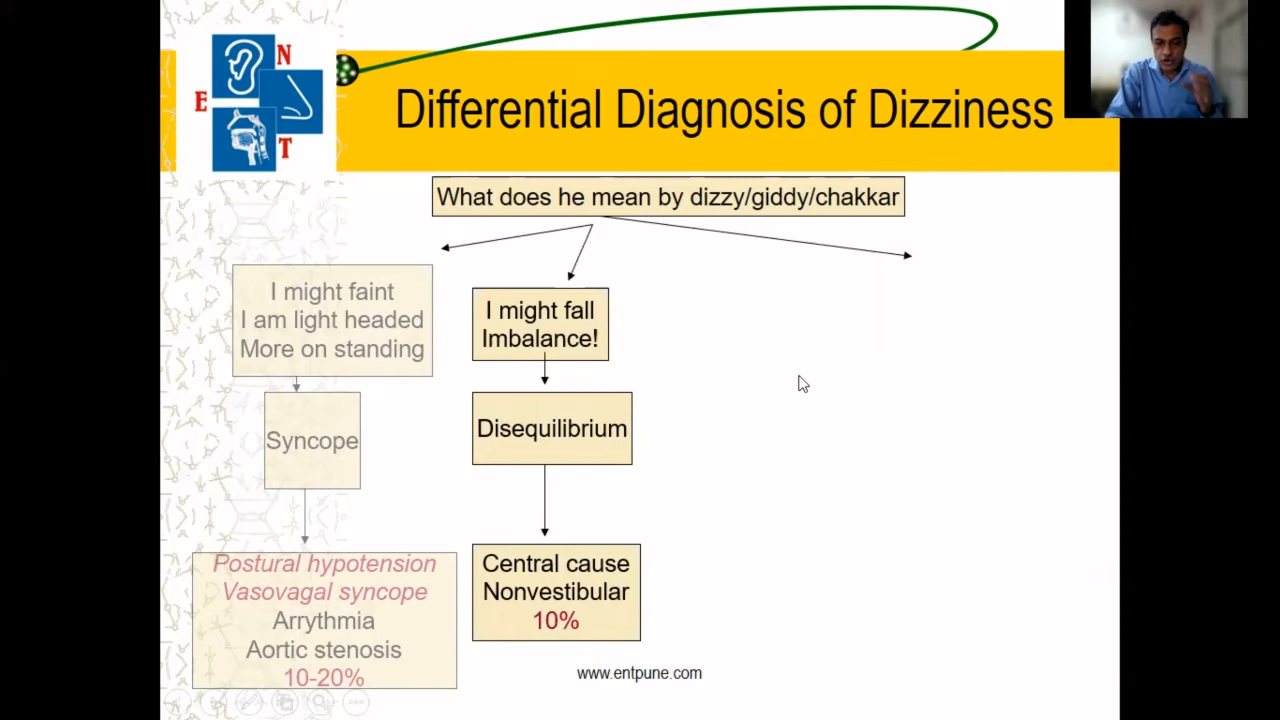 E
N
T
Differential Diagnosis of Dizziness
What does he mean by dizzy/giddy/chakkar
I might faint
I am light headed
More on standing
Syncope
Postural hypotension
Vasovagal syncope
Arrythmia
Aortic stenosis
10-20%
I might fall
Imbalance!
Disequilibrium
Central cause
Nonvestibular
10%
www.entpune.com